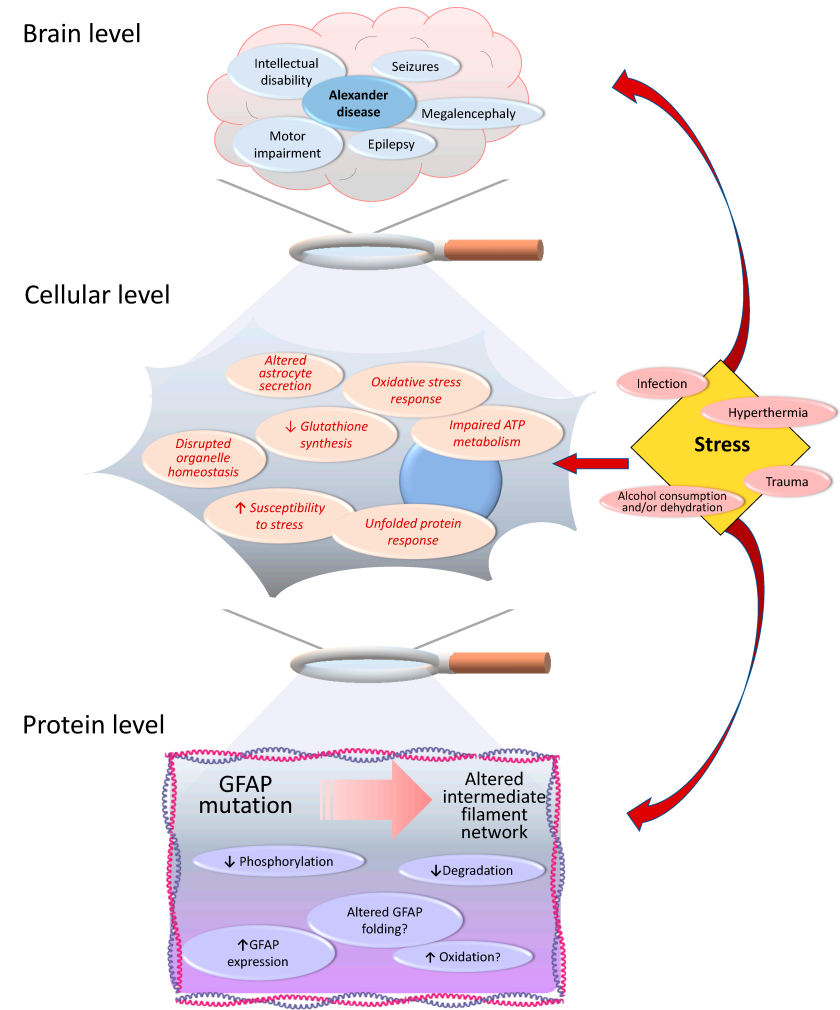 Brain level
Intellectual
disability
Seizures
Alexander
disease
Megalencephaly
Motor
impairment
Epilepsy
Cellular level
Altered
astrocyte
secretion
Oxidative stress
response
↓ Glutathione
synthesis
Impaired ATP
metabolism
Disrupted
organelle
homeostasis
↑ Susceptibility
to stress
Unfolded protein
response
Infection
Hyperthermia
Stress
Trauma
Alcohol consumption
and/or dehydration
Protein level
GFAP
mutation
Altered
intermediate
filament
network
↓ Phosphorylation
↓Degradation
Altered GFAP
folding?
↑GFAP
expression
↑ Oxidation?